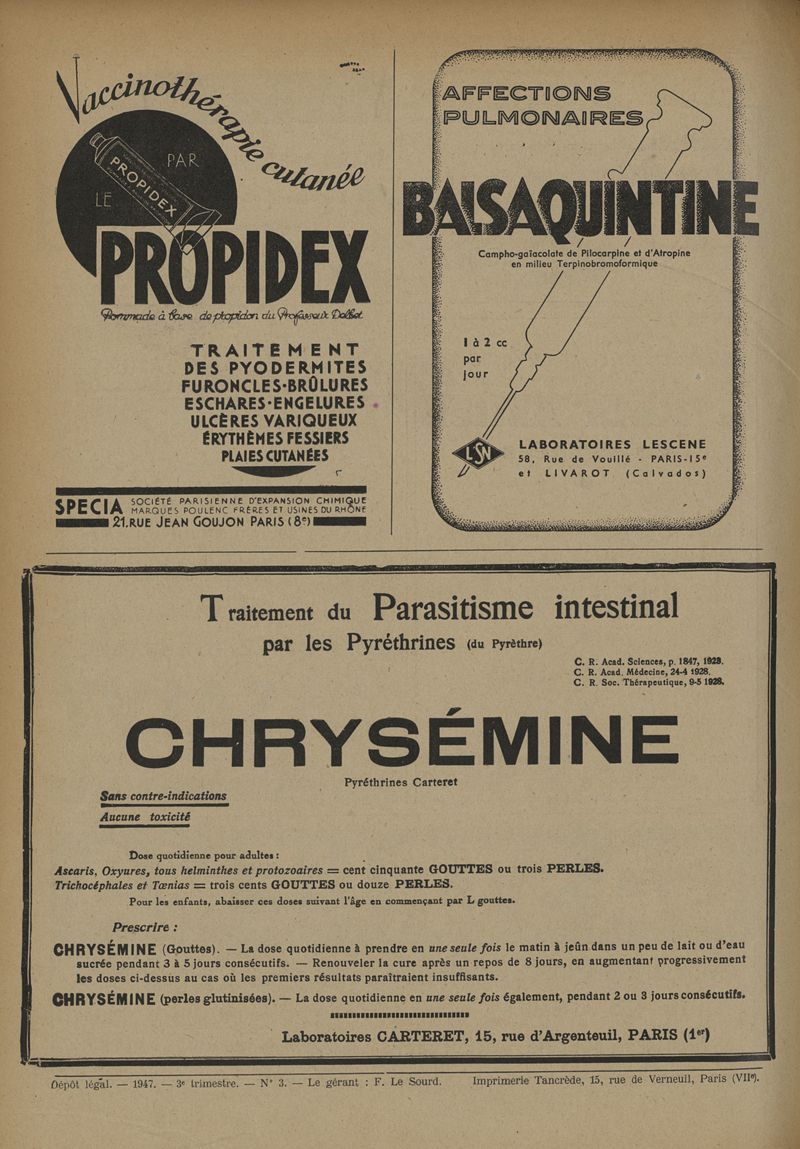 Vaccinothérapie cutanée
PAR
LE
PROPIDEX
PROPIDEX
Pommade à base de propidon du Professeur Delbet
TRAITEMENT
DES PYODERMITES
FURONCLES-BRÛLURES
ESCHARES-ENGELURES
ULCÈRES VARIQUEUX
ÉRYTHÈMES FESSIERS
PLAIES CUTANÉES
SPECIA
SOCIÉTÉ PARISIENNE D'EXPANSION CHIMIQUE
MARQUES POULENC FRÈRES ET USINES DU RHÔNE
21, RUE JEAN GOUJON PARIS (8e)
AFFECTIONS
PULMONAIRES
BALSAQUINTINE
Campho-gaïacolate de Pilocarpine et d'Atropine
en milieu Terpinobromoformique
1 à 2 cc
par
jour
LSN
LABORATOIRES LESCENE
58, Rue de Vouillé - PARIS-15e
et LIVAROT (Calvados)
Traitement du Parasitisme intestinal
par les Pyréthrines (du Pyrèthre)
C. R. Acad. Sciences, p. 1847, 1923.
C. R. Acad. Médecine, 24-4 1928.
C. R. Soc. Thérapeutique, 9-5 1928.
CHRYSÉMINE
Pyréthrines Carteret
Sans contre-indications
Aucune toxicité
Dose quotidienne pour adultes :
Ascaris, Oxyures, tous helminthes et protozoaires = cent cinquante GOUTTES ou trois PERLES.
Trichocéphales et Tœnias = trois cents GOUTTES ou douze PERLES.
Pour les enfants, abaisser ces doses suivant l'âge en commençant par L gouttes.
Prescrire :
CHRYSÉMINE (Gouttes). — La dose quotidienne à prendre en une seule fois le matin à jeûn dans un peu de lait ou d'eau
sucrée pendant 3 à 5 jours consécutifs. — Renouveler la cure après un repos de 8 jours, en augmentant progressivement
les doses ci-dessus au cas où les premiers résultats paraîtraient insuffisants.
CHRYSÉMINE (perles glutinisées). — La dose quotidienne en une seule fois également, pendant 2 ou 3 jours consécutifs.
Laboratoires CARTERET, 15, rue d'Argenteuil, PARIS (1er)
Dépôt légal. — 1947. — 3e trimestre. — N° 3. — Le gérant : F. Le Sourd. Imprimerie Tancrède, 15, rue de Verneuil, Paris (VIIe).